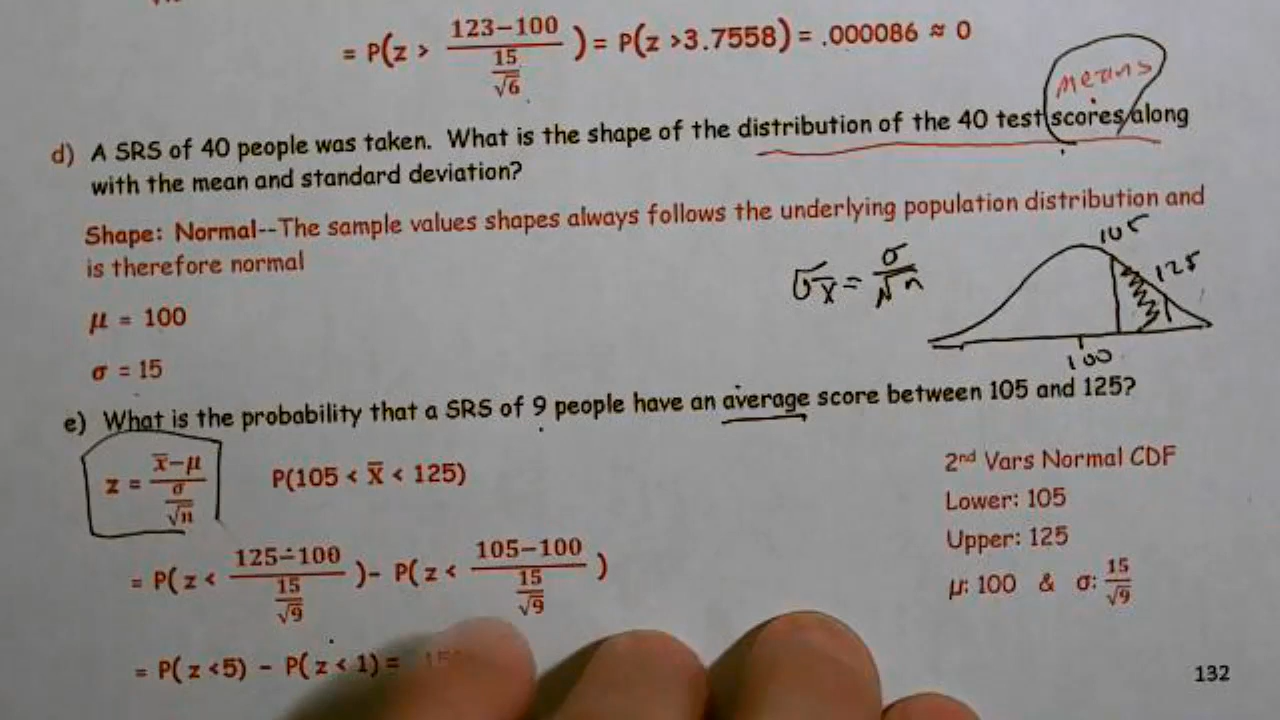 = P(z > 123−100 / 15/√6 ) = P(z >3.7558) = .000086 ≈ 0
means
d) A SRS of 40 people was taken. What is the shape of the distribution of the 40 test scores along
with the mean and standard deviation?
Shape: Normal--The sample values shapes always follows the underlying population distribution and
is therefore normal
σx̄ = σ/√n
105
125
100
μ = 100
σ = 15
e) What is the probability that a SRS of 9 people have an average score between 105 and 125?
z = x̄−μ / σ/√n
P(105 < x̄ < 125)
= P( z < 125−100 / 15/√9 )− P( z < 105−100 / 15/√9 )
= P( z <5) − P( z < 1) =
2nd Vars Normal CDF
Lower: 105
Upper: 125
μ: 100 & σ: 15/√9
132